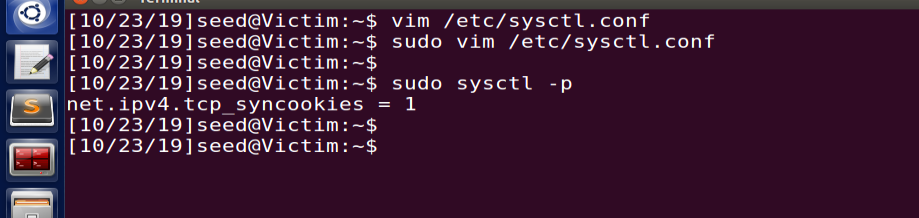 [10/23/19]seed@Victim:~$ vim /etc/sysctl.conf
[10/23/19]seed@Victim:~$ sudo vim /etc/sysctl.conf
[10/23/19]seed@Victim:~$
[10/23/19]seed@Victim:~$ sudo sysctl -p
net.ipv4.tcp_syncookies = 1
[10/23/19]seed@Victim:~$
[10/23/19]seed@Victim:~$